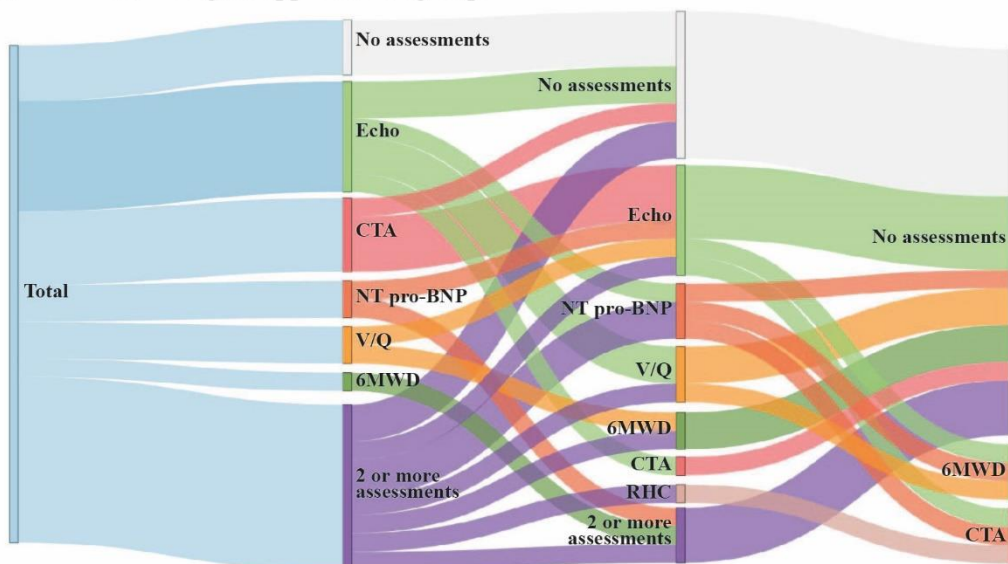 Total
No assessments
Echo
CTA
NT pro-BNP
V/Q
6MWD
2 or more
assessments
No assessments
Echo
NT pro-BNP
V/Q
6MWD
CTA
RHC
2 or more
assessments
No assessments
6MWD
CTA